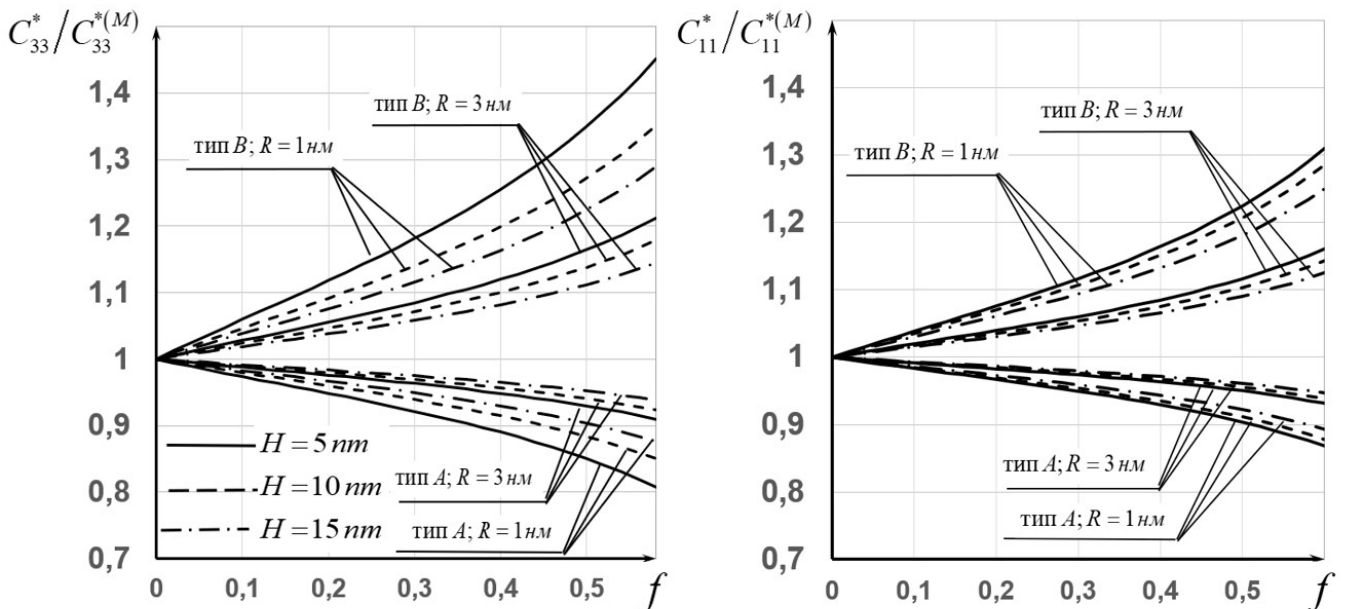 C*33/C*(M)33
1,4
1,3
1,2
1,1
1
0,9
0,8
0,7
тип B; R = 3 нм
тип B; R = 1 нм
H = 5 nm
H = 10 nm
H = 15 nm
тип A; R = 3 нм
тип A; R = 1 нм
0 0,1 0,2 0,3 0,4 0,5 f
C*11/C*(M)11
1,4
1,3
1,2
1,1
1
0,9
0,8
0,7
тип B; R = 3 нм
тип B; R = 1 нм
тип A; R = 3 нм
тип A; R = 1 нм
0 0,1 0,2 0,3 0,4 0,5 f